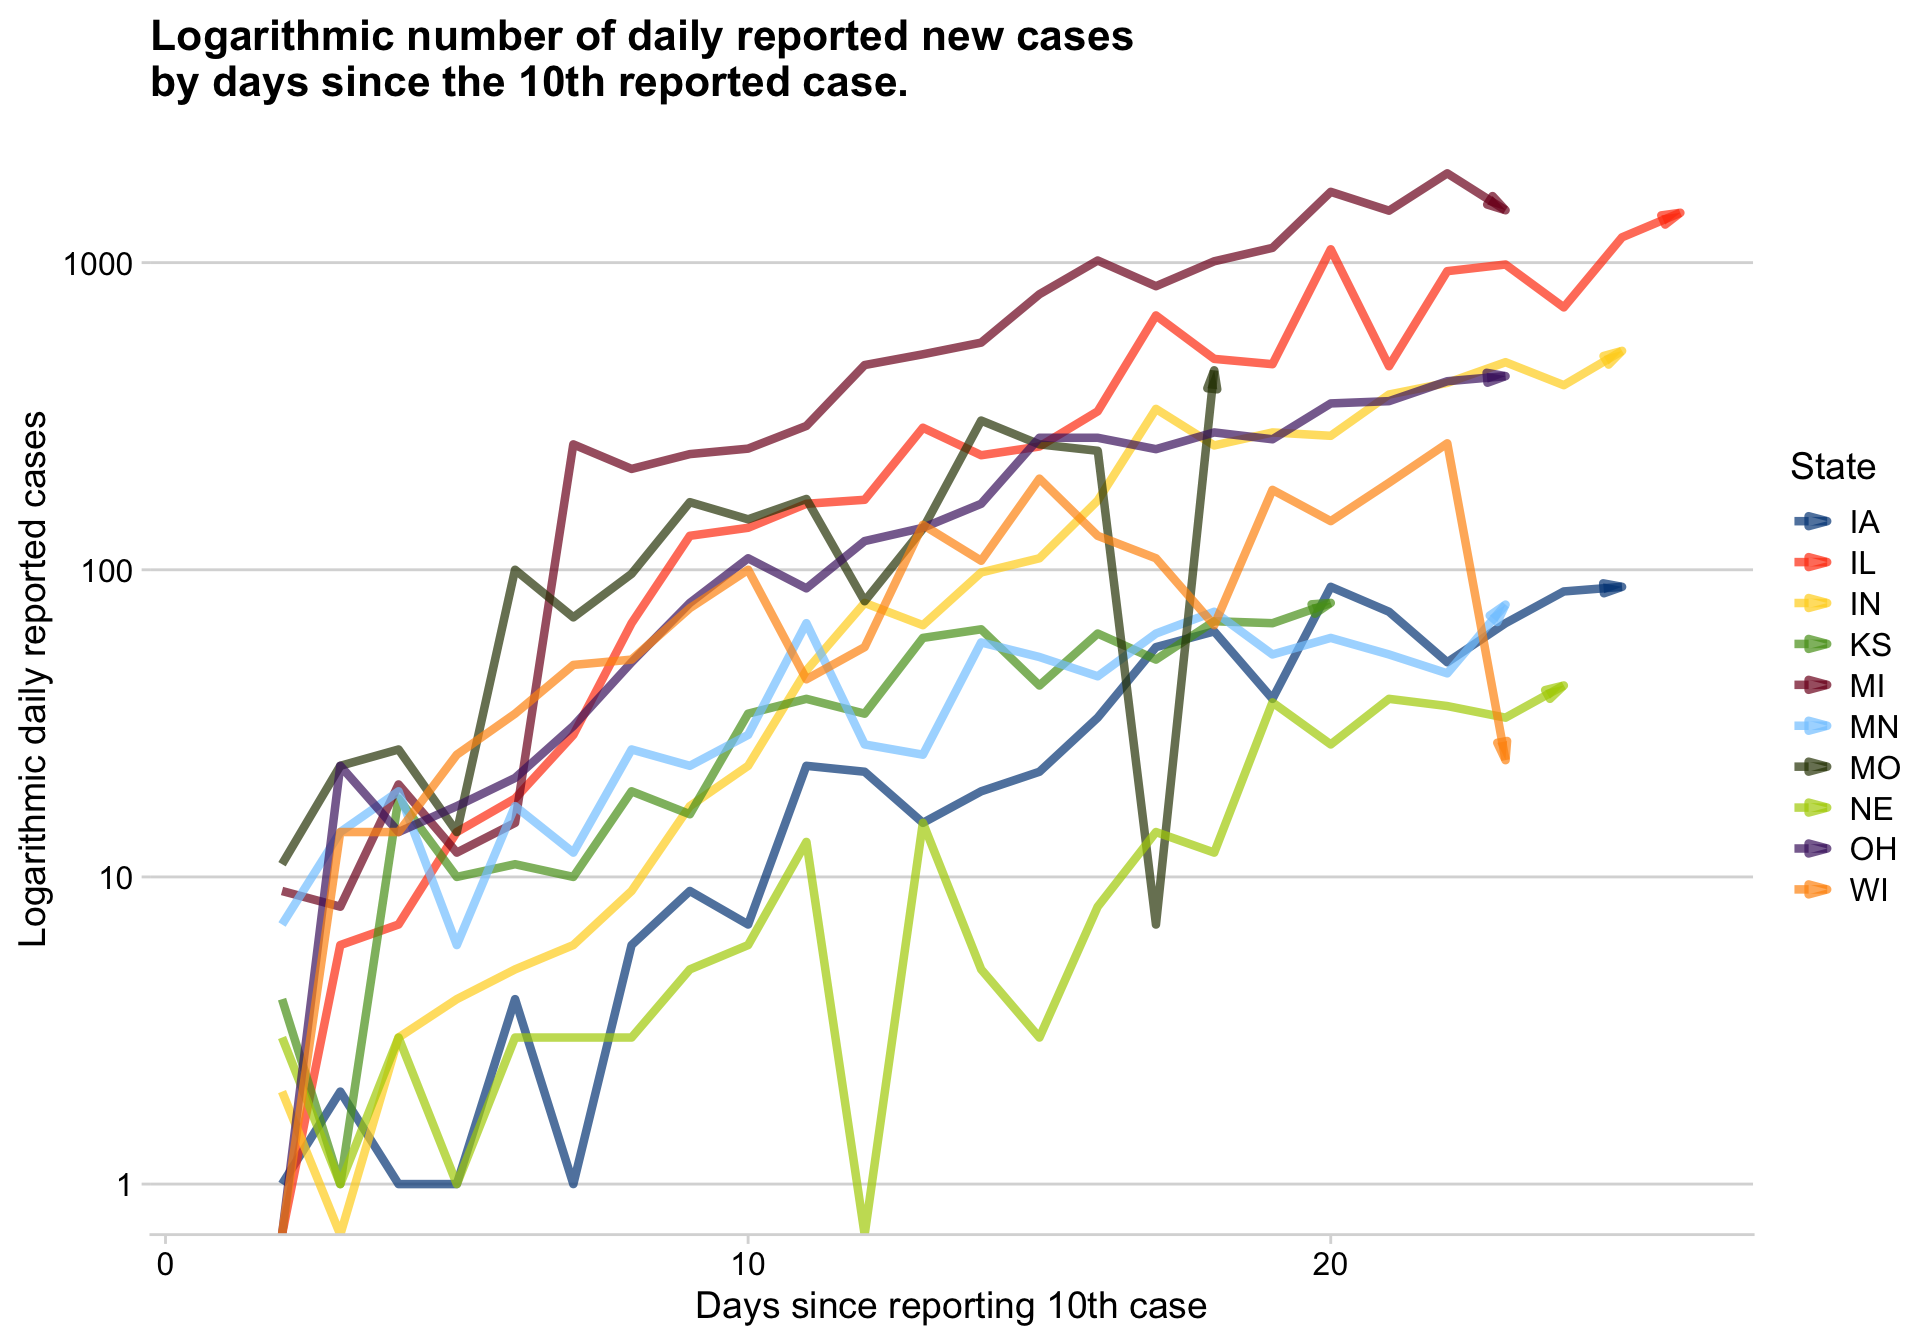 Logarithmic number of daily reported new cases
by days since the 10th reported case.
Logarithmic daily reported cases
1000
100
10
1
0
10
20
Days since reporting 10th case
State
IA
IL
IN
KS
MI
MN
MO
NE
OH
WI